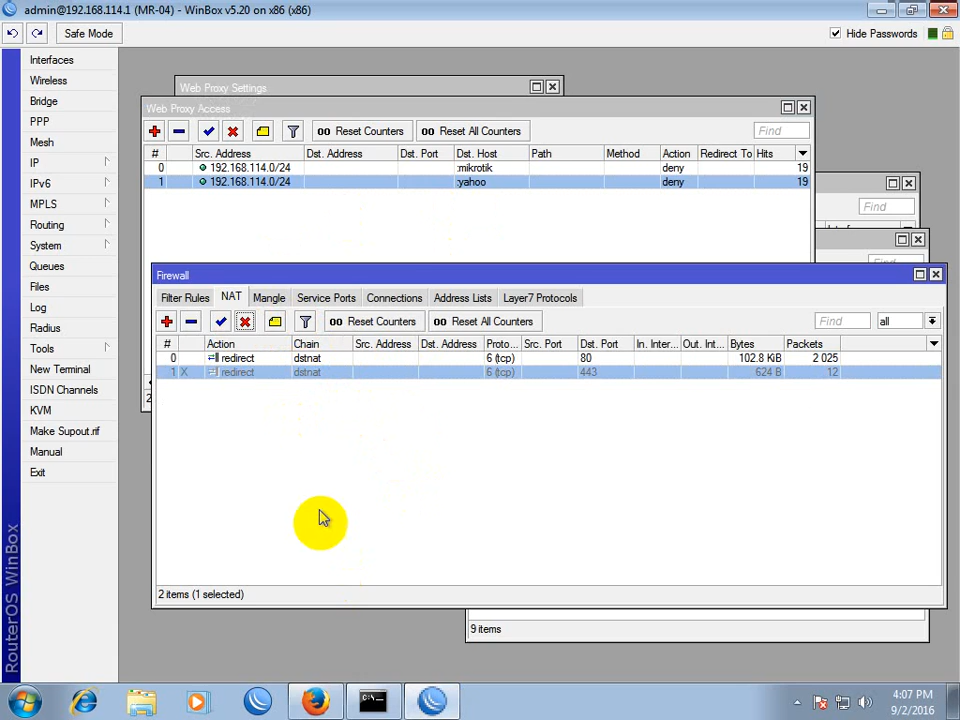 admin@192.168.114.1 (MR-04) - WinBox v5.20 on x86 (x86)
Safe Mode
Hide Passwords
RouterOS WinBox
Interfaces
Wireless
Bridge
PPP
Mesh
IP
IPv6
MPLS
Routing
System
Queues
Files
Log
Radius
Tools
New Terminal
ISDN Channels
KVM
Make Supout.rif
Manual
Exit
Web Proxy Settings
Web Proxy Access
Reset Counters
Reset All Counters
Find
# Src. Address Dst. Address Dst. Port Dst. Host Path Method Action Redirect To Hits
0 192.168.114.0/24 :mikrotik deny 19
1 192.168.114.0/24 :yahoo deny 19
Find
Firewall
Filter Rules NAT Mangle Service Ports Connections Address Lists Layer7 Protocols
00 Reset Counters 00 Reset All Counters Find all
# Action Chain Src. Address Dst. Address Proto... Src. Port Dst. Port In. Inter... Out. Int... Bytes Packets
0 redirect dstnat 6 (tcp) 80 102.8 KiB 2 025
1 X redirect dstnat 6 (tcp) 443 624 B 12
2 items (1 selected)
9 items
4:07 PM
9/2/2016